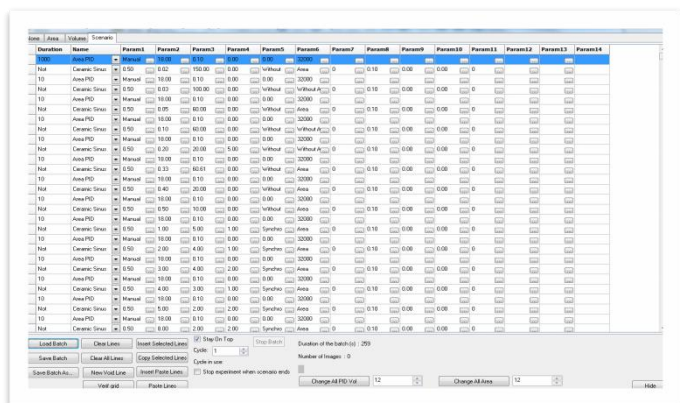 Area Volume Scenario
Duration Name Param1 Param2 Param3 Param4 Param5 Param6 Param7 Param8 Param9 Param10 Param11 Param12 Param13 Param14
1000 Area PID Manual 18.00 0.10 0.00 0.00 32000
Not Ceramic Sinus 0.50 0.02 150.00 0.00 Without Area 0 0.10 0.00 0.00 0
10 Area PID Manual 18.00 0.10 0.00 0.00 32000
Not Ceramic Sinus 0.50 0.03 100.00 0.00 Without Without A 0 0.10 0.00 0.00 0
10 Area PID Manual 18.00 0.10 0.00 0.00 32000
Not Ceramic Sinus 0.50 0.05 60.00 0.00 Without Area 0 0.10 0.00 0.00 0
10 Area PID Manual 18.00 0.10 0.00 0.00 32000
Not Ceramic Sinus 0.50 0.10 60.00 0.00 Without Without A 0 0.10 0.00 0.00 0
10 Area PID Manual 18.00 0.10 0.00 0.00 32000
Not Ceramic Sinus 0.50 0.20 20.00 5.00 Without Without A 0 0.10 0.00 0.00 0
10 Area PID Manual 18.00 0.10 0.00 0.00 32000
Not Ceramic Sinus 0.50 0.33 60.61 0.00 Without Area 0 0.10 0.00 0.00 0
10 Area PID Manual 18.00 0.10 0.00 0.00 32000
Not Ceramic Sinus 0.50 0.40 20.00 0.00 Without Area 0 0.10 0.00 0.00 0
10 Area PID Manual 18.00 0.10 0.00 0.00 32000
Not Ceramic Sinus 0.50 0.50 10.00 0.00 Without Area 0 0.10 0.00 0.00 0
10 Area PID Manual 18.00 0.10 0.00 0.00 32000
Not Ceramic Sinus 0.50 1.00 5.00 1.00 Synchro Area 0 0.10 0.00 0.00 0
10 Area PID Manual 18.00 0.10 0.00 0.00 32000
Not Ceramic Sinus 0.50 2.00 4.00 1.00 Synchro Area 0 0.10 0.00 0.00 0
10 Area PID Manual 18.00 0.10 0.00 0.00 32000
Not Ceramic Sinus 0.50 3.00 4.00 2.00 Synchro Area 0 0.10 0.00 0.00 0
10 Area PID Manual 18.00 0.10 0.00 0.00 32000
Not Ceramic Sinus 0.50 4.00 3.00 1.00 Synchro Area 0 0.10 0.00 0.00 0
10 Area PID Manual 18.00 0.10 0.00 0.00 32000
Not Ceramic Sinus 0.50 5.00 2.00 2.00 Synchro Area 0 0.10 0.00 0.00 0
10 Area PID Manual 18.00 0.10 0.00 0.00 32000
Not Ceramic Sinus 0.50 8.00 2.00 2.00 Synchro Area 0 0.10 0.00 0.00 0
Load Batch Clear Lines Insert Selected Lines Stay On Top Stop Batch Duration of the batch (s) : 259
Save Batch Clear All Lines Copy Selected Lines Cycle: 1 Number of Images : 0
Cycle in use:
Save Batch As... New Void Line Insert Paste Lines Stop experiment when scenario ends
Verif grid Paste Lines Change All PID Vol 12 Change All Area 12 Hide